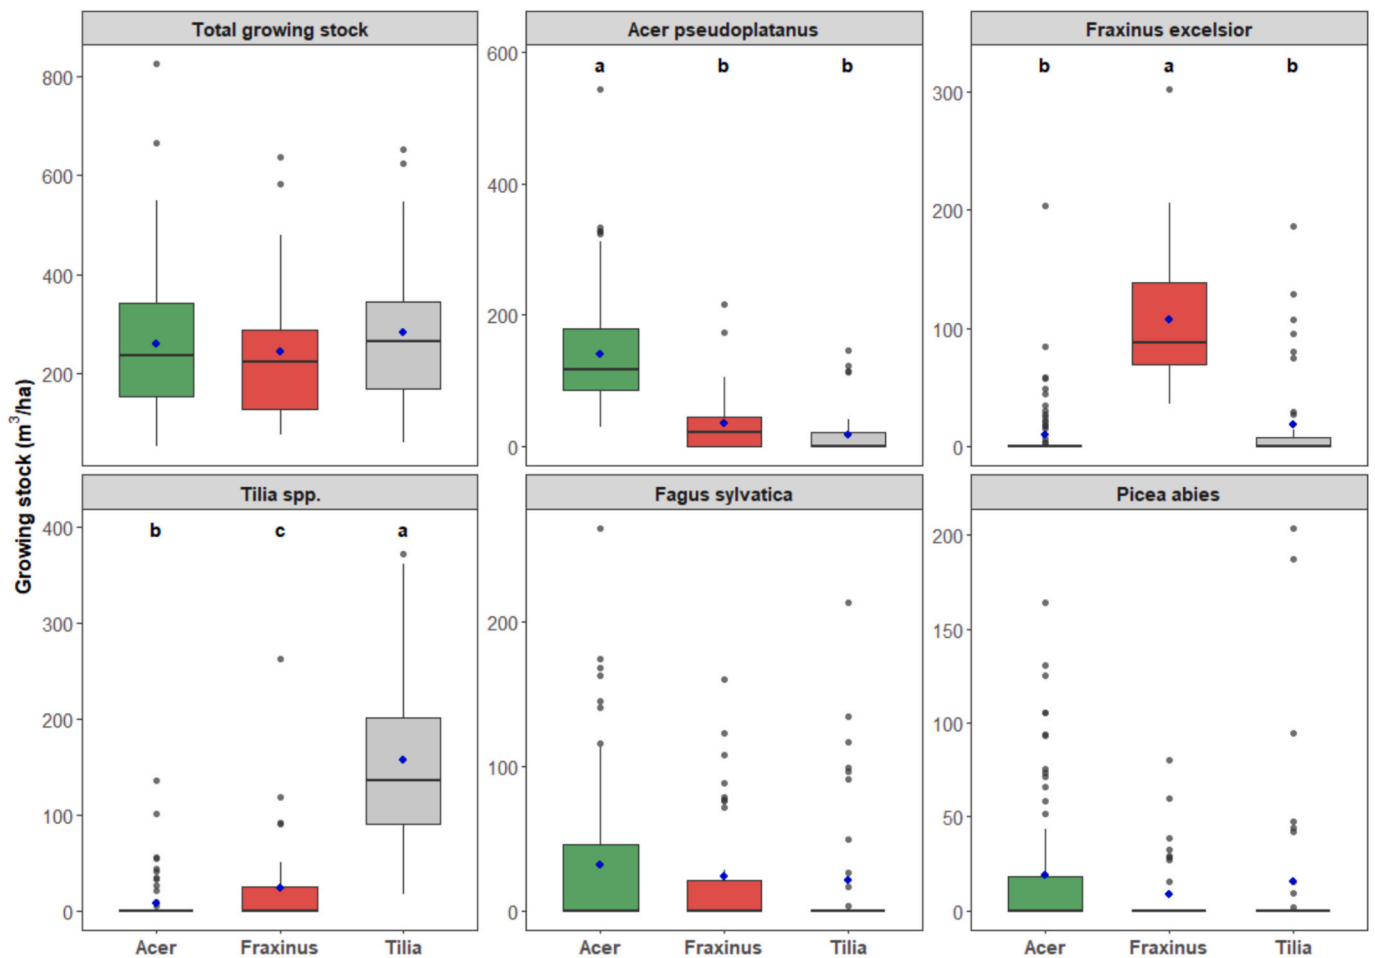 Total growing stock
Acer pseudoplatanus
Fraxinus excelsior
800
600
400
200
600
400
200
0
a b b
300
200
100
0
b a b
Growing stock (m³/ha)
Tilia spp.
Fagus sylvatica
Picea abies
400
300
200
100
0
b c a
200
100
0
200
150
100
50
0
Acer Fraxinus Tilia
Acer Fraxinus Tilia
Acer Fraxinus Tilia